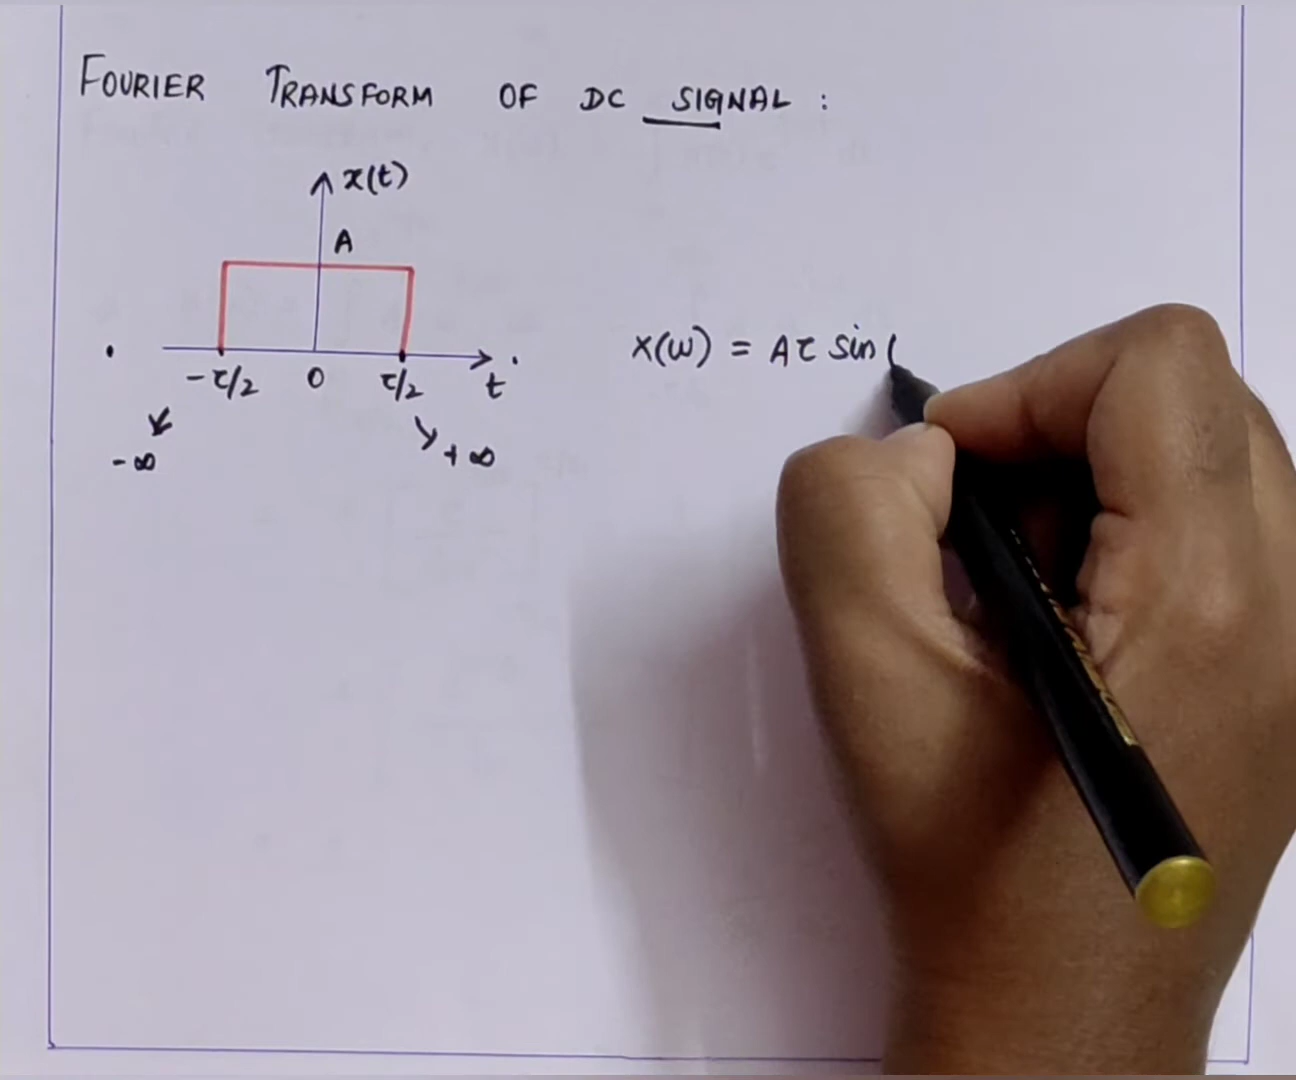 FOURIER TRANSFORM OF DC SIGNAL :
x(t)
A
X(ω) = Aτ sin(
-τ/2 0 τ/2 t
-∞ +∞